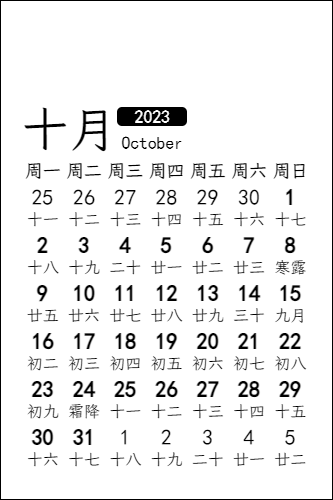 十月 2023
October
周一 周二 周三 周四 周五 周六 周日
25 26 27 28 29 30 1
十一 十二 十三 十四 十五 十六 十七
2 3 4 5 6 7 8
十八 十九 二十 廿一 廿二 廿三 寒露
9 10 11 12 13 14 15
廿五 廿六 廿七 廿八 廿九 三十 九月
16 17 18 19 20 21 22
初二 初三 初四 初五 初六 初七 初八
23 24 25 26 27 28 29
初九 霜降 十一 十二 十三 十四 十五
30 31 1 2 3 4 5
十六 十七 十八 十九 二十 廿一 廿二